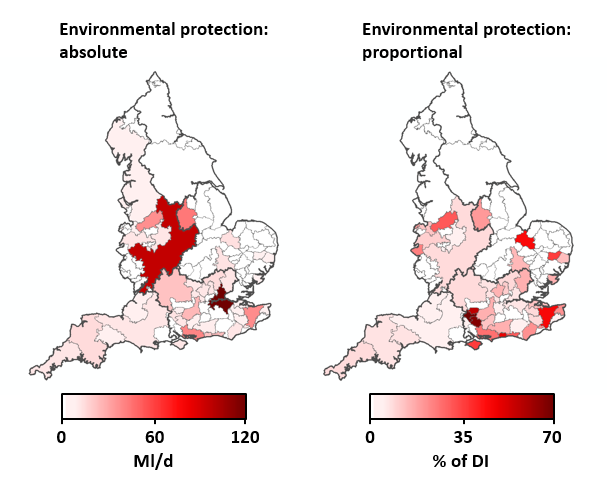 Environmental protection:
absolute
Environmental protection:
proportional
0 60 120
Ml/d
0 35 70
% of DI